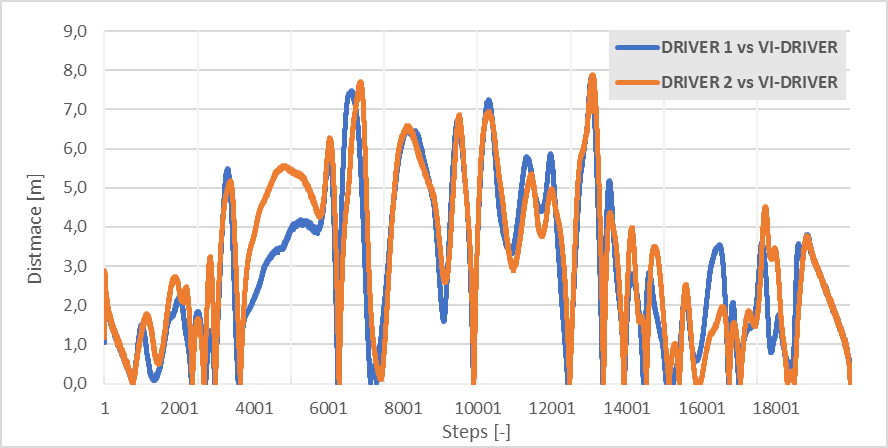 9,0
8,0
7,0
6,0
5,0
4,0
3,0
2,0
1,0
0,0
Distmace [m]
DRIVER 1 vs VI-DRIVER
DRIVER 2 vs VI-DRIVER
1 2001 4001 6001 8001 10001 12001 14001 16001 18001
Steps [-]